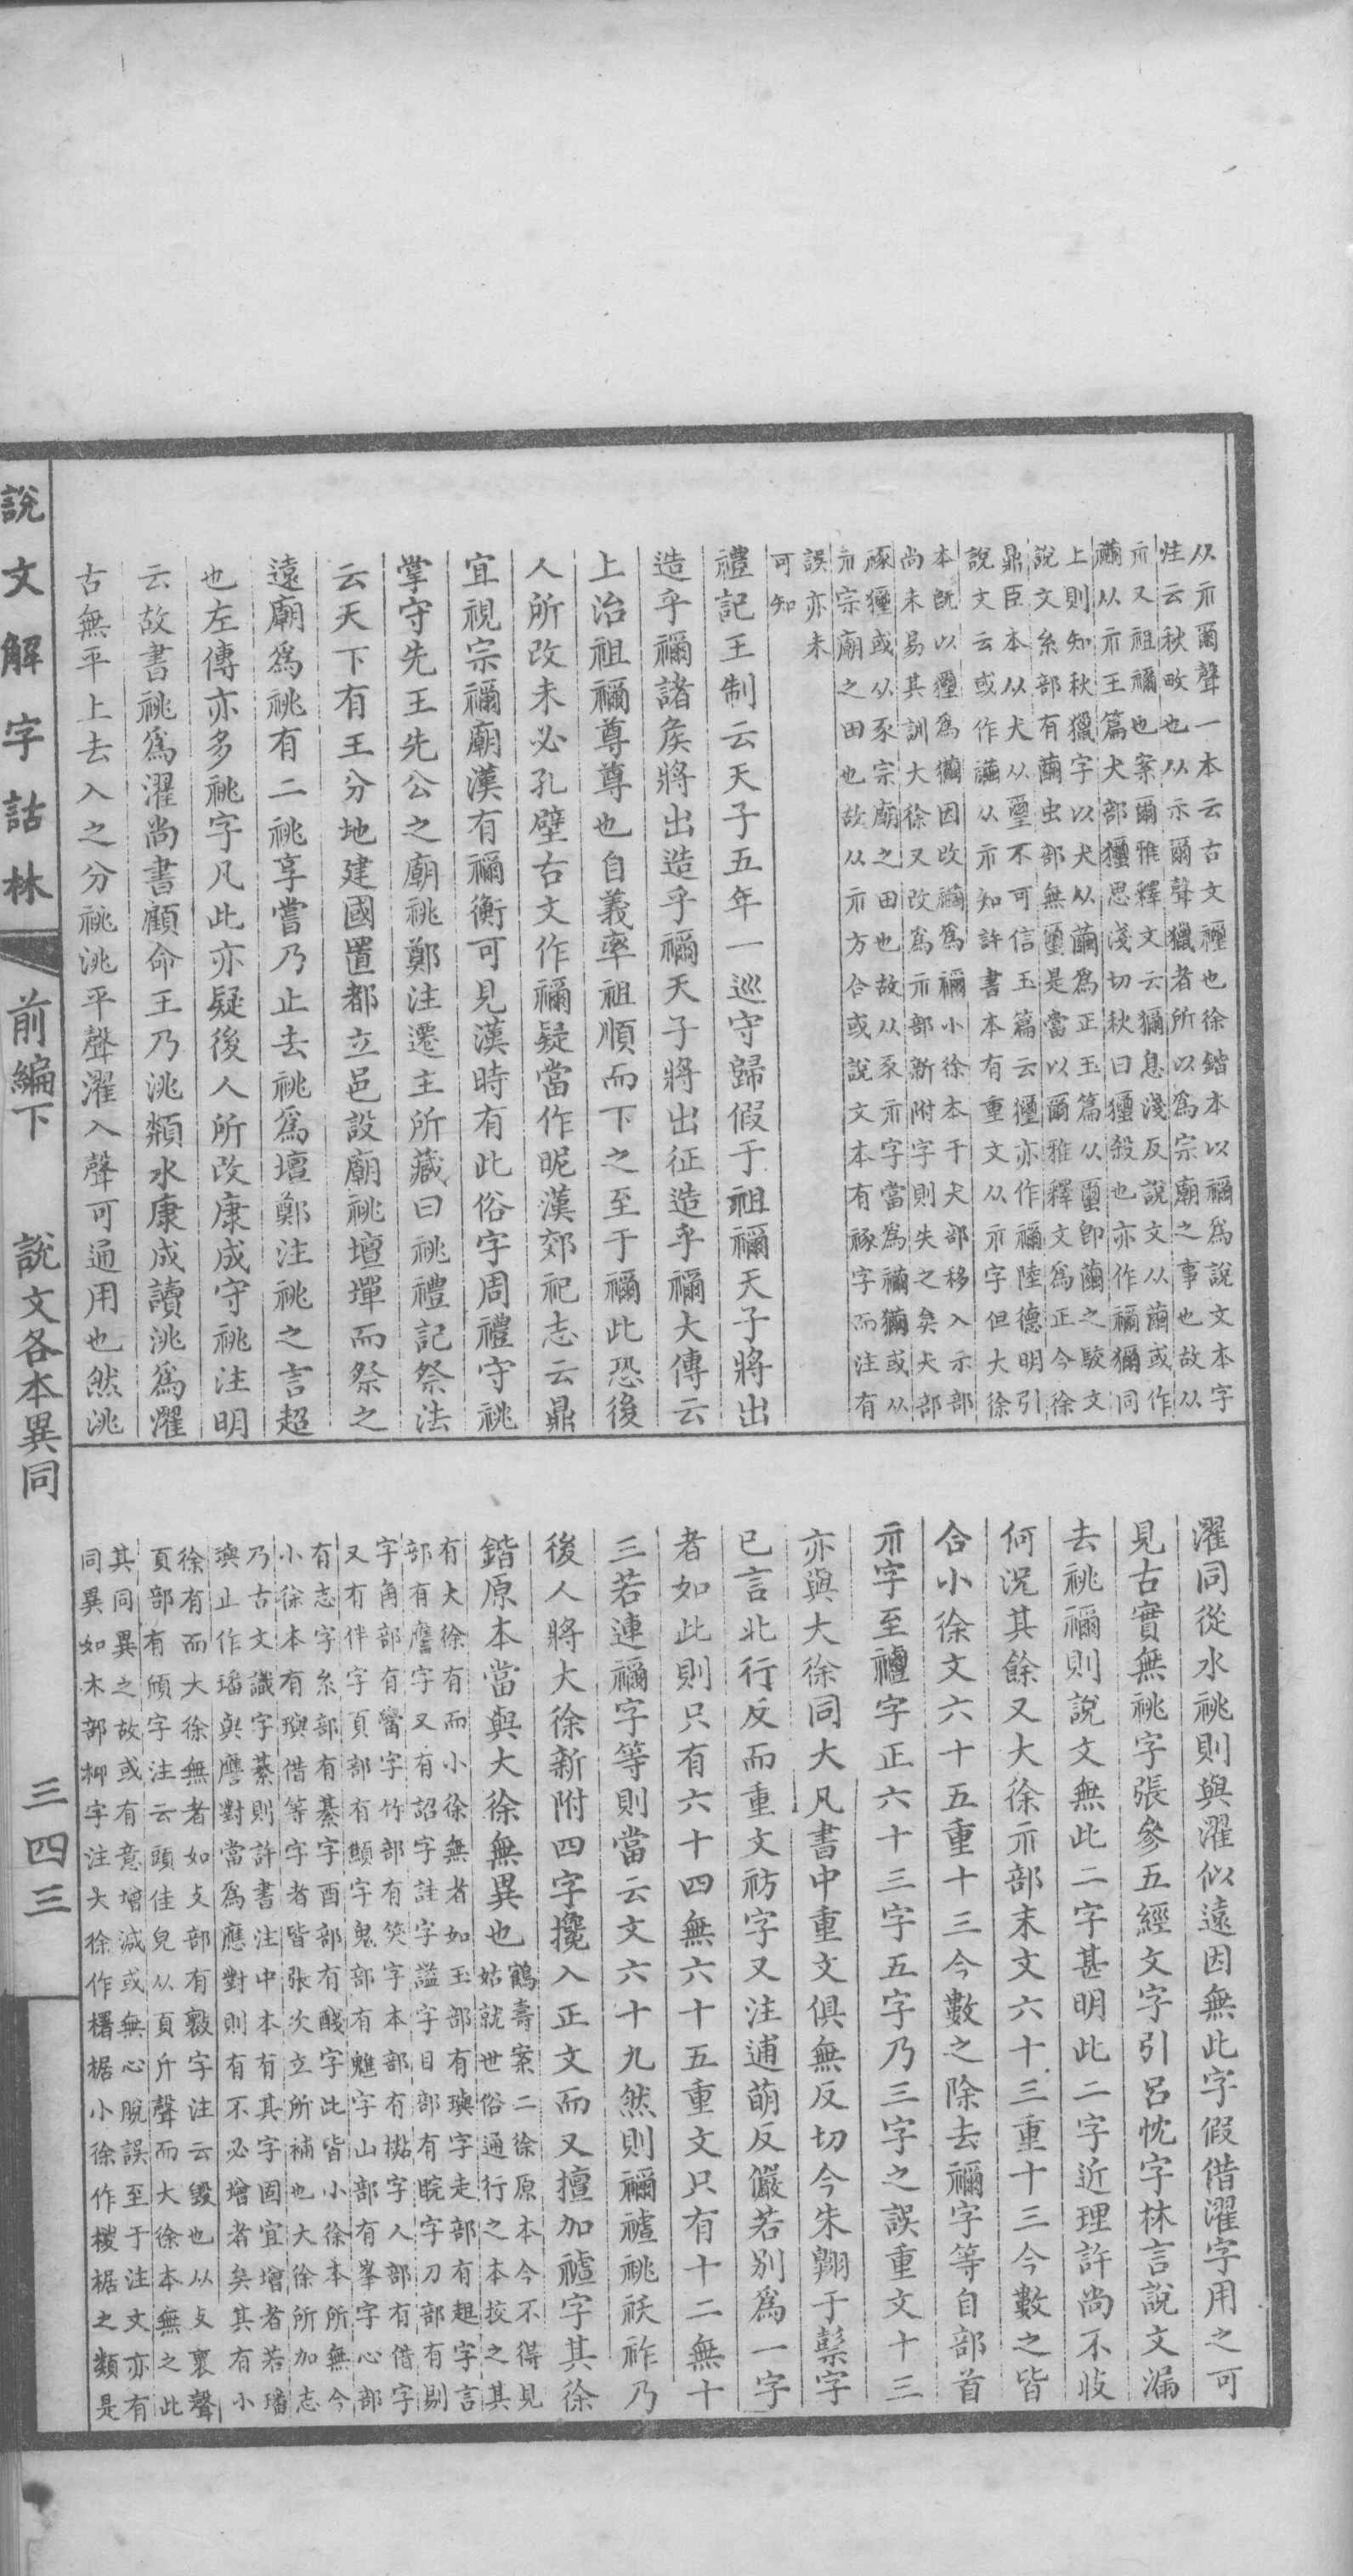 从示爾聲一本云古文禋也徐鍇本以禰爲說文本字
性云秋畋也从示爾聲獵者所以爲宗廟之事也故从
示又祖禰也案爾雅釋文云獮息淺反說文从繭或作
从示王篇犬部玃思淺切秋曰殺也亦作禰獮同
上則知秋獵字以犬从繭爲正玉篇从璽卽繭之駮文
說文糸部有繭虫部無璽是當以爾雅釋文爲正今徐
鼎臣本从犬从璽不可信玉篇云亦作禰陸德明引
說文云或作从示知許書本有重文从示字但大徐
本旣以爲因改爲禰小徐本于犬部移入示部
尚未易其訓大徐又改爲示部新附字則失之矣犬部
或从豕宗廟之田也故从豕示字當爲或从
示宗廟之田也故从示方合或說文本有字而注有
誤亦未
可知
禮記王制云天子五年一巡守歸假于祖禰天子將出
造乎禰諸矦將出造乎禰天子將出征造乎禰大傳云
上治祖禰尊尊也自義率祖順而下之至于禰此恐後
人所改未必孔壁古文作禰疑當作昵漢郊祀志云鼎
宜視宗禰廟漢有禰衡可見漢時有此俗字周禮守祧
掌守先王先公之廟祧鄭注遷主所藏曰祧禮記祭法
云天下有王分地建國置都立邑設廟祧壇墠而祭之
遠廟爲祧有二祧享嘗乃止去祧爲壇鄭注祧之言超
也左傳亦多祧字凡此亦疑後人所改康成守祧注明
云故書祧爲濯尚書顧命王乃洮類水康成讀洮爲濯
古無平上去入之分祧洮平聲濯入聲可通用也然洮
濯同從水祧則與濯似遠因無此字假借濯字用之可
見古實無祧字張參五經文字引呂忱字林言說文漏
去祧禰則說文無此二字甚明此二字近理許尚不收
何況其餘又大徐示部末文六十三重十三今數之皆
合小徐文六十五重十三今數之除去禰字等自部首
示字至禫字正六十三字五字乃三字之誤重文十三
亦與大徐同大凡書中重文俱無反切今朱翺于字
已言北行反而重文祊字又注逋萌反儼若別爲一字
者如此則只有六十四無六十五重文只有十二無十
三若連禰字等則當云文六十九然則禰祧祅祚乃
後人將大徐新附四字攙入正文而又擅加字其徐
鍇原本當與大徐無異也
鶴壽案二徐原本今不得見
姑就世俗通行之本挍之其
有大徐有而小徐無者如玉部有璵字走部有趄字言
部有譍字又有詔字註字謚字目部有睆字刀部有剔
字角部有觷字竹部有笑字本部有字人部有借字
又有伴字頁部有顤字鬼部有魋字山部有峯字心部
有志字糸部有綦字酉部有醆字此皆小徐本所無今
小徐本有璵借等字者皆張次立所補也大徐所加志
乃古文識字綦則許書注中本有其字固宜增者若璠
璵止作璠與譍對當爲應對則有不必增者矣其有小
徐有而大徐無者如攴部有字注云毀也从攴褱聲
頁部有頎字注云頭佳皃从頁斤聲而大徐本無之此
其同異之故或有意增減或無心脫誤至于注文亦有
同異如木部字注大徐作椐小徐作椐之類是
說文解字詁林
前編下
說文各本異同
三四三